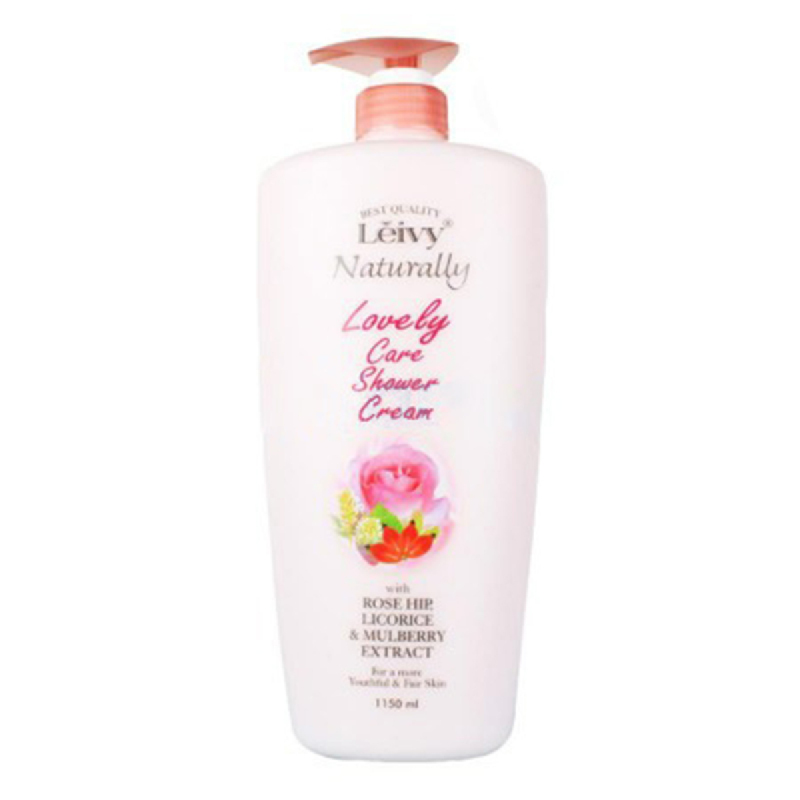 BEST QUALITY
Lěivy®
Naturally
Lovely
Care
Shower
Cream
with
ROSE HIP,
LICORICE
& MULBERRY
EXTRACT
For a more
Youthful & Fair Skin
1150 ml